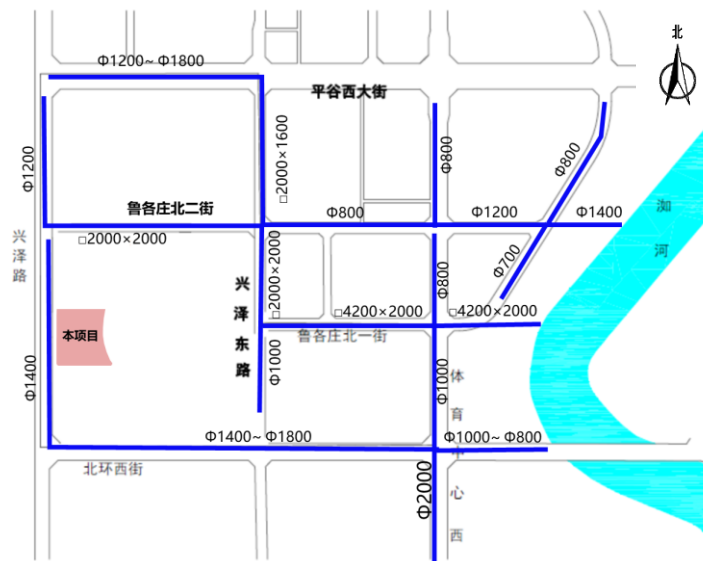 北
Φ1200~Φ1800
平谷西大街
□2000×1600
Φ800
Φ800
Φ1200
鲁各庄北二街
Φ800
Φ1200
Φ1400
洳河
□2000×2000
兴泽路
□2000×2000
Φ800
Φ700
兴泽东路
□4200×2000
□4200×2000
本项目
鲁各庄北一街
Φ1400
Φ1000
Φ1000
体育中心西
Φ1400~Φ1800
Φ1000~Φ800
北环西街
Φ2000